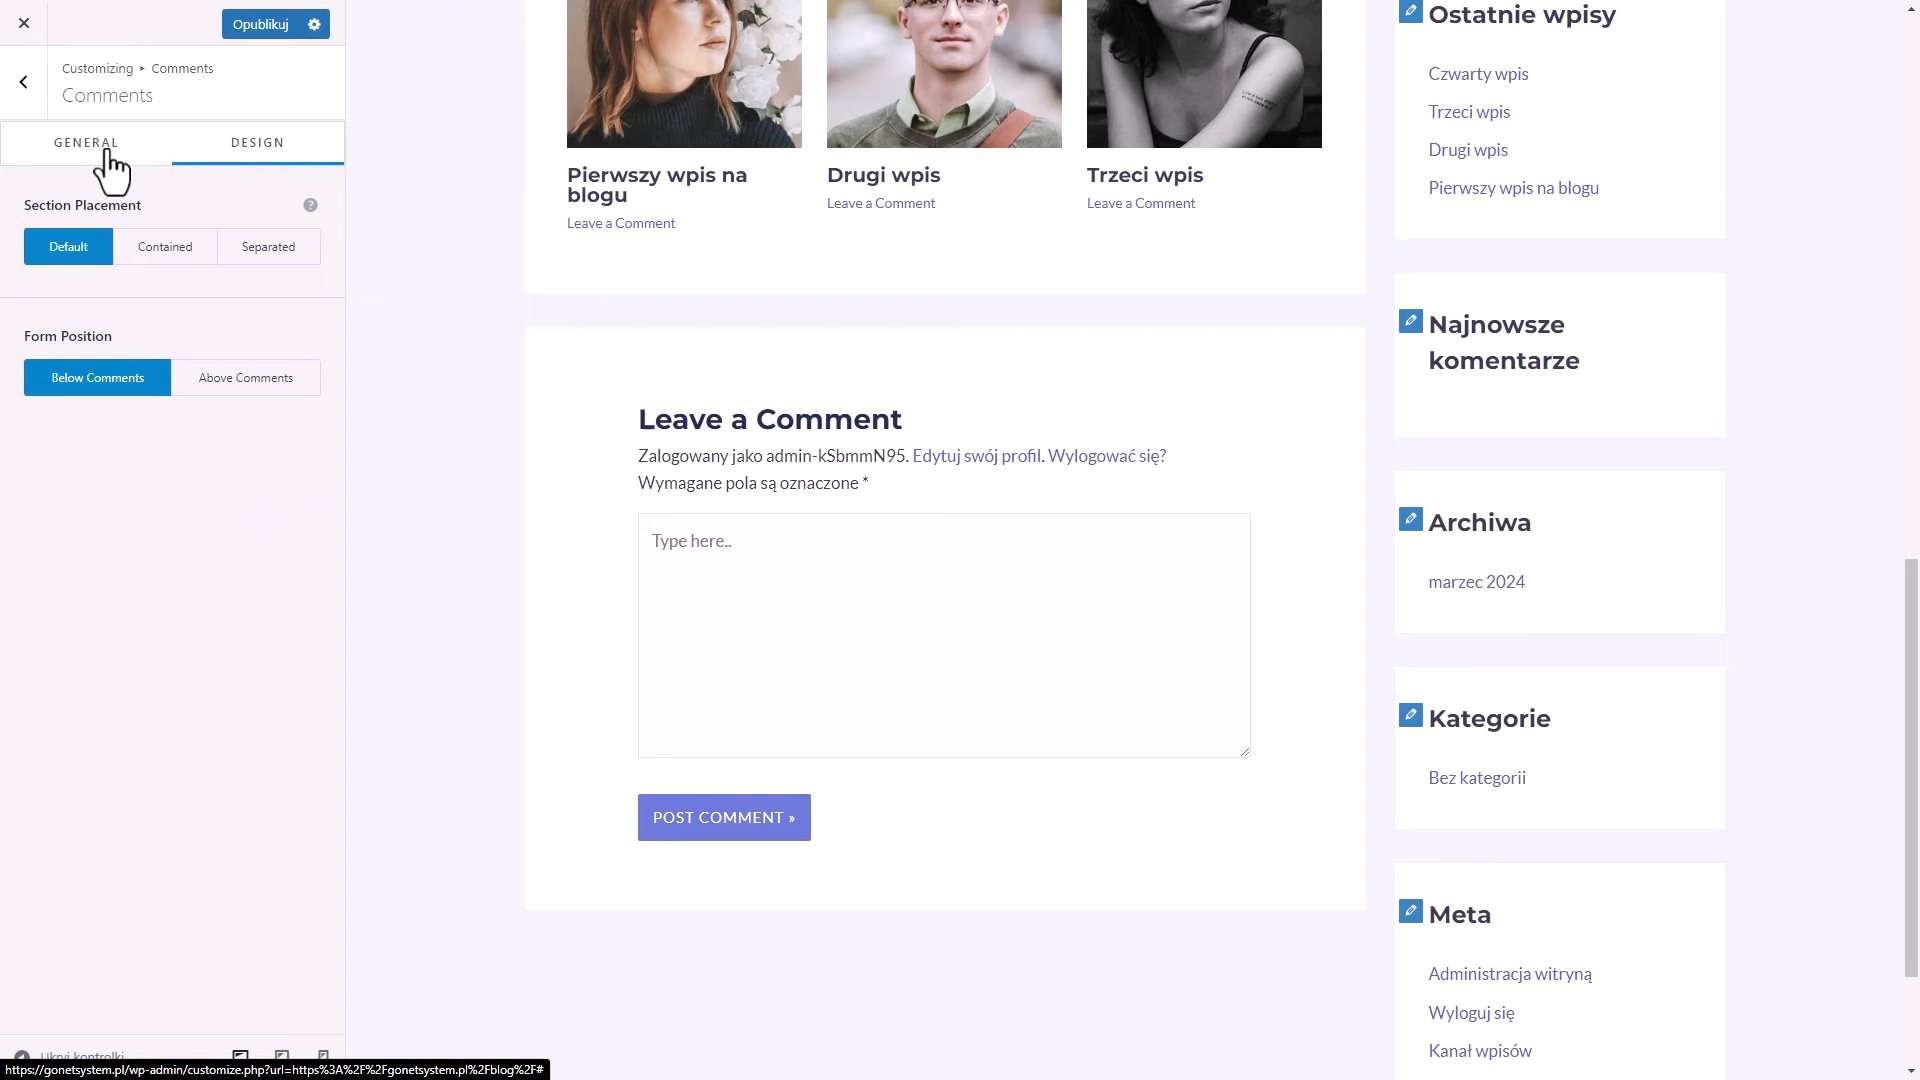 Opublikuj
Customizing ▸ Comments
Comments
GENERAL
DESIGN
Section Placement
Default
Contained
Separated
Form Position
Below Comments
Above Comments
Ukryj kontrolki
https://gonetsystem.pl/wp-admin/customize.php?url=https%3A%2F%2Fgonetsystem.pl%2Fblog%2F#
Pierwszy wpis na
blogu
Leave a Comment
Drugi wpis
Leave a Comment
Trzeci wpis
Leave a Comment
Leave a Comment
Zalogowany jako admin-kSbmmN95. Edytuj swój profil. Wylogować się?
Wymagane pola są oznaczone *
Type here..
POST COMMENT »
Ostatnie wpisy
Czwarty wpis
Trzeci wpis
Drugi wpis
Pierwszy wpis na blogu
Najnowsze
komentarze
Archiwa
marzec 2024
Kategorie
Bez kategorii
Meta
Administracja witryną
Wyloguj się
Kanał wpisów